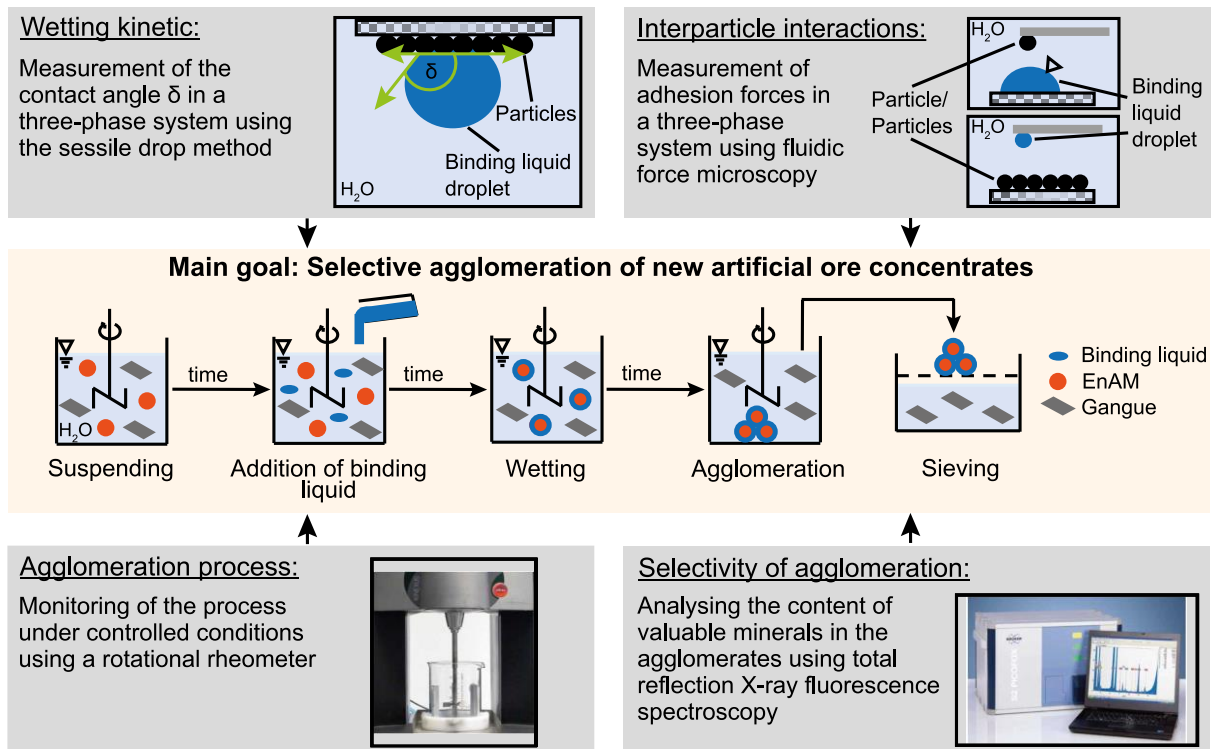 Wetting kinetic:
Measurement of the
contact angle δ in a
three-phase system using
the sessile drop method
δ
Particles
Binding liquid
droplet
H₂O
Interparticle interactions:
Measurement of
adhesion forces in
a three-phase
system using fluidic
force microscopy
H₂O
Particle/
Particles
Binding
liquid
droplet
H₂O
Main goal: Selective agglomeration of new artificial ore concentrates
time
time
time
H₂O
Binding liquid
EnAM
Gangue
Suspending
Addition of binding
liquid
Wetting
Agglomeration
Sieving
Agglomeration process:
Monitoring of the process
under controlled conditions
using a rotational rheometer
Selectivity of agglomeration:
Analysing the content of
valuable minerals in the
agglomerates using total
reflection X-ray fluorescence
spectroscopy